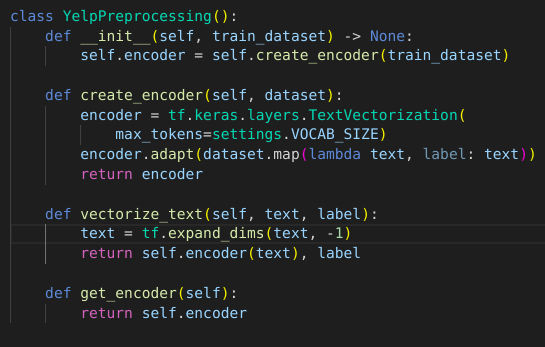 class YelpPreprocessing():
    def __init__(self, train_dataset) -> None:
        self.encoder = self.create_encoder(train_dataset)

    def create_encoder(self, dataset):
        encoder = tf.keras.layers.TextVectorization(
            max_tokens=settings.VOCAB_SIZE)
        encoder.adapt(dataset.map(lambda text, label: text))
        return encoder

    def vectorize_text(self, text, label):
        text = tf.expand_dims(text, -1)
        return self.encoder(text), label

    def get_encoder(self):
        return self.encoder